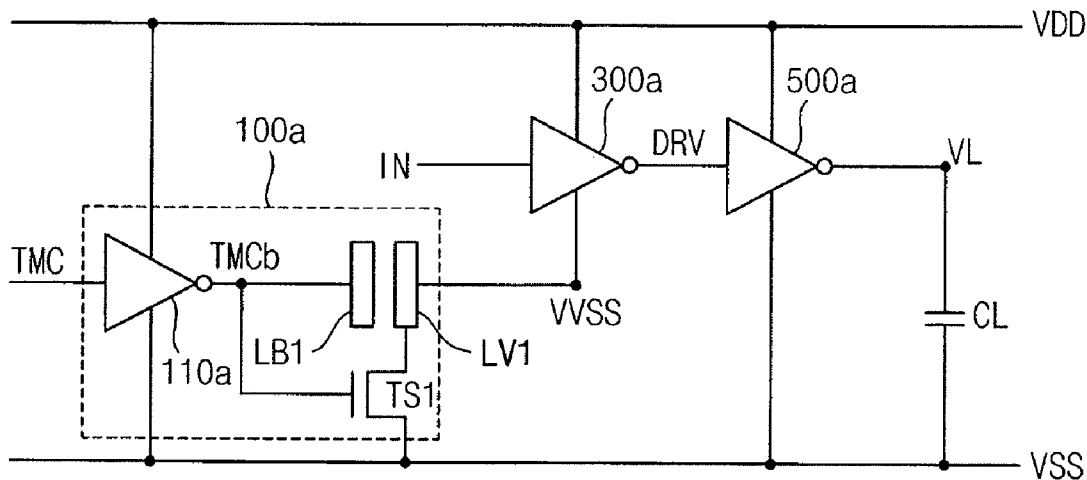 VDD
300a
500a
100a
IN
DRV
VL
TMC
TMCb
VVSS
CL
LB1
LV1
110a
TS1
VSS